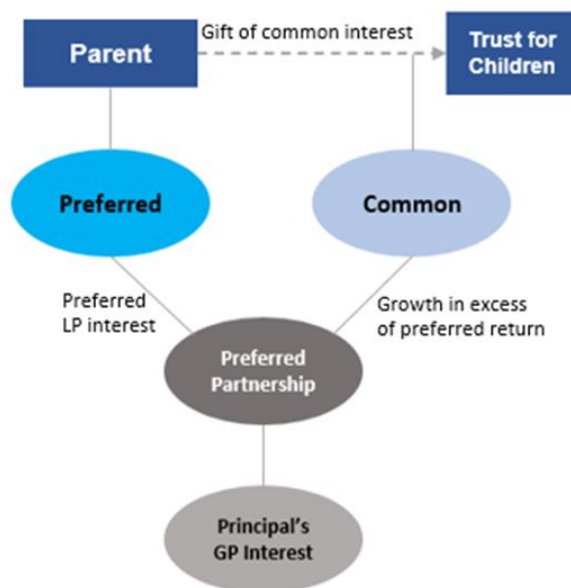 Gift of common interest
Parent
Trust for
Children
Preferred
Common
Preferred
LP interest
Growth in excess
of preferred return
Preferred
Partnership
Principal's
GP Interest